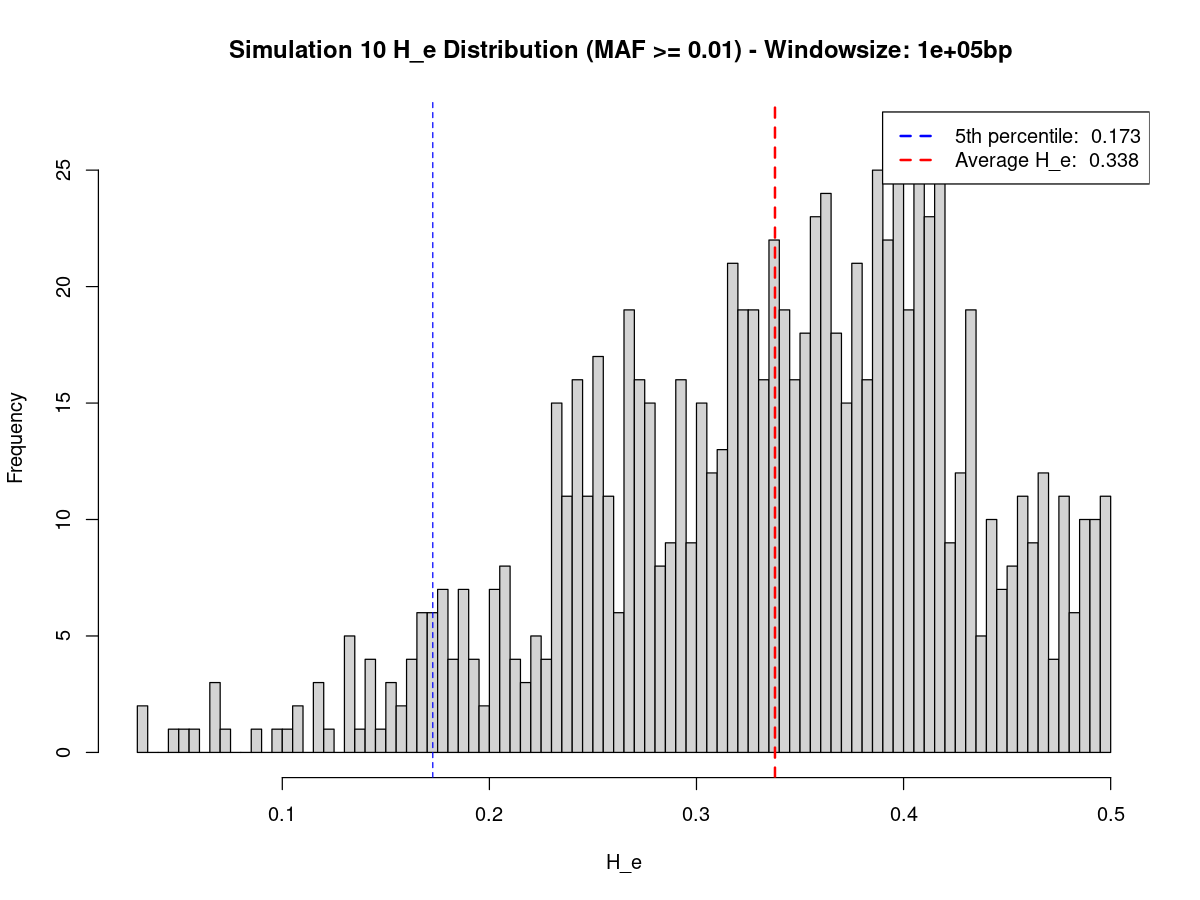 Simulation 10 H_e Distribution (MAF >= 0.01) - Windowsize: 1e+05bp
5th percentile: 0.173
Average H_e: 0.338
Frequency
25
20
15
10
5
0
0.1 0.2 0.3 0.4 0.5
H_e